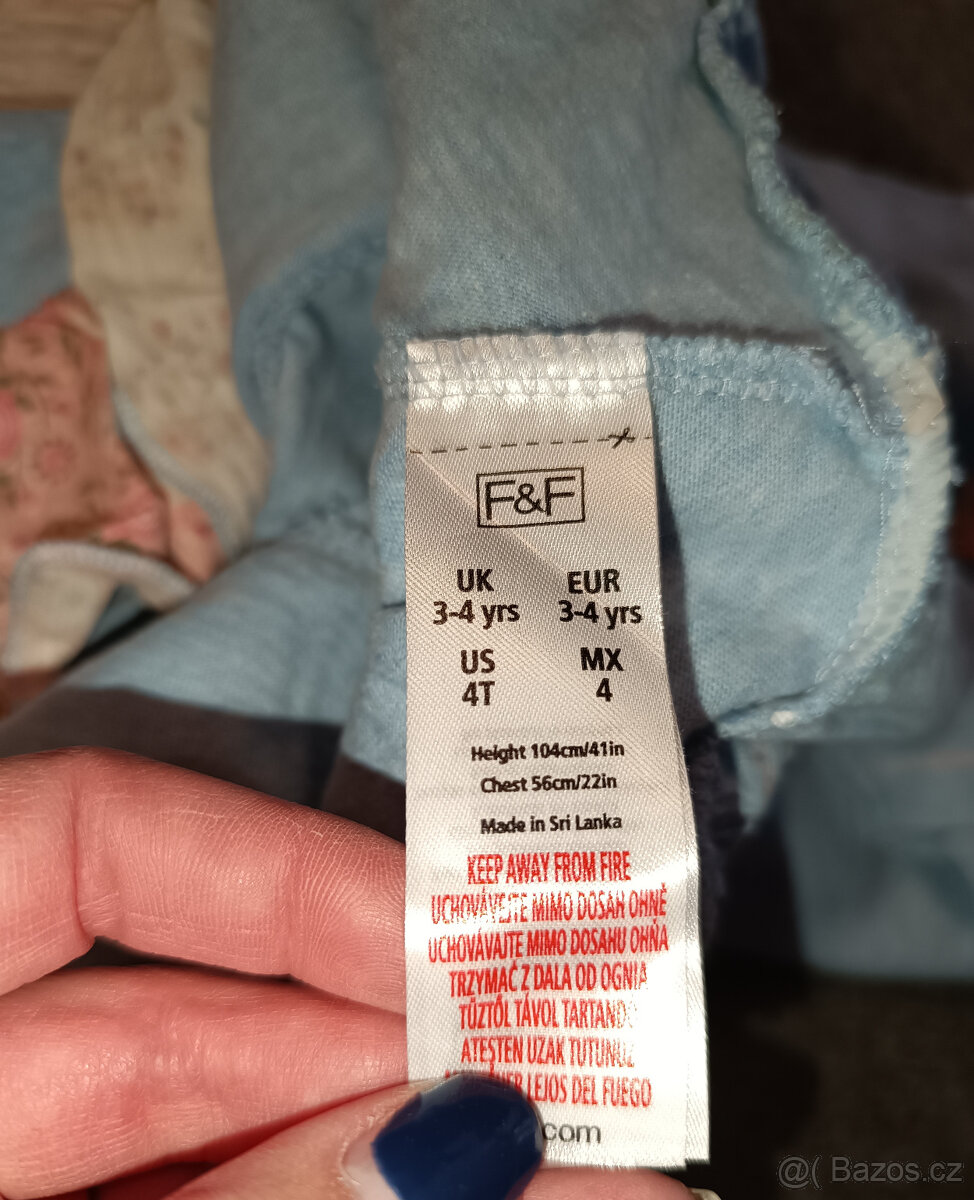 F&F
UK EUR
3-4 yrs 3-4 yrs
US MX
4T 4
Height 104cm/41in
Chest 56cm/22in
Made in Sri Lanka
KEEP AWAY FROM FIRE
UCHOVÁVEJTE MIMO DOSAH OHNĚ
UCHOVÁVAJTE MIMO DOSAHU OHŇA
TRZYMAĆ Z DALA OD OGNIA
TŰZTŐL TÁVOL TARTANDÓ
ATEŞTEN UZAK TUTUNUZ
LEJOS DEL FUEGO
.com
@( Bazos.cz